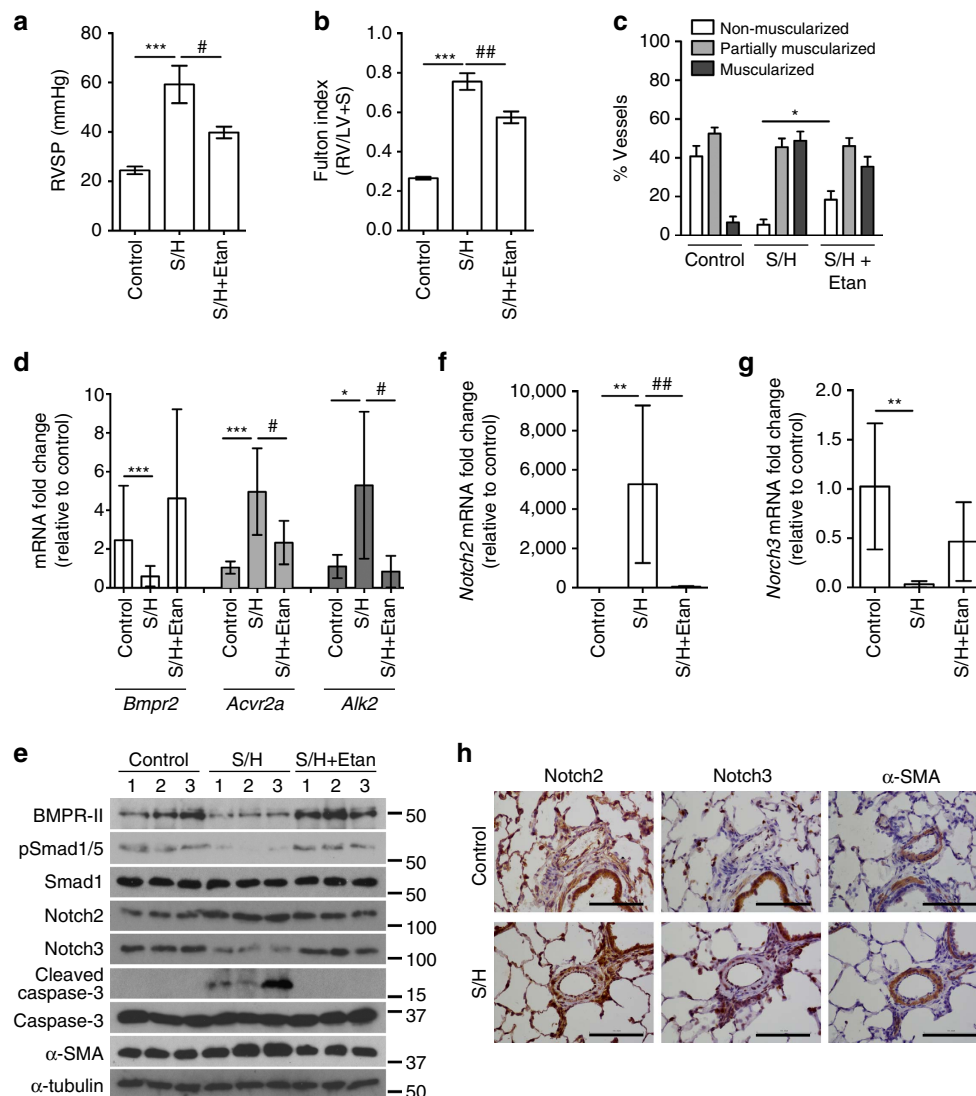 a
RVSP (mmHg)
80
60
40
20
0
***
#
Control
S/H
S/H+Etan
b
Fulton index
(RV/LV+S)
1.0
0.8
0.6
0.4
0.2
0.0
***
##
Control
S/H
S/H+Etan
c
Non-muscularized
Partially muscularized
Muscularized
% Vessels
100
80
60
40
20
0
*
Control
S/H
S/H +
Etan
d
mRNA fold change
(relative to control)
10
8
6
4
2
0
***
***
#
*
#
Control
S/H
S/H+Etan
Control
S/H
S/H+Etan
Control
S/H
S/H+Etan
Bmpr2
Acvr2a
Alk2
f
Notch2 mRNA fold change
(relative to control)
10,000
8,000
6,000
4,000
2,000
0
**
##
Control
S/H
S/H+Etan
g
Norch3 mRNA fold change
(relative to control)
2.0
1.5
1.0
0.5
0.0
**
Control
S/H
S/H+Etan
e
Control S/H S/H+Etan
1 2 3 1 2 3 1 2 3
BMPR-II 50
pSmad1/5 50
Smad1 50
Notch2 100
Notch3 100
Cleaved
caspase-3 15
Caspase-3 37
α-SMA 37
α-tubulin 50
h
Notch2 Notch3 α-SMA
Control
S/H